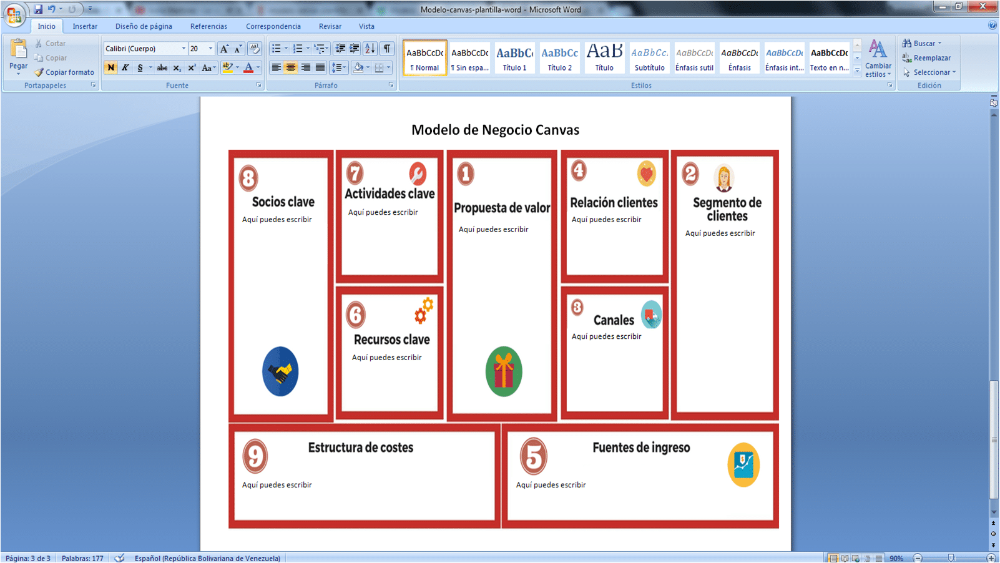 Modelo-canvas-plantilla-word - Microsoft Word
Inicio
Insertar
Diseño de página
Referencias
Correspondencia
Revisar
Vista
Pegar
Cortar
Copiar
Copiar formato
Portapapeles
Calibri (Cuerpo)
20
N K S abc x₂ x² Aa
Fuente
Párrafo
AaBbCcDc
¶ Normal
AaBbCcDc
¶ Sin espa...
AaBbC
Título 1
AaBbCc
Título 2
AaB
Título
AaBbCc.
Subtítulo
AaBbCcDc
Énfasis sutil
AaBbCcDc
Énfasis
AaBbCcDc
Énfasis int...
AaBbCcDc
Texto en n...
Cambiar
estilos
Estilos
Buscar
Reemplazar
Seleccionar
Edición
Modelo de Negocio Canvas
8
Socios clave
Aquí puedes escribir
7
Actividades clave
Aquí puedes escribir
6
Recursos clave
Aquí puedes escribir
1
Propuesta de valor
Aquí puedes escribir
4
Relación clientes
Aquí puedes escribir
3
Canales
Aquí puedes escribir
2
Segmento de
clientes
Aquí puedes escribir
9
Estructura de costes
Aquí puedes escribir
5
Fuentes de ingreso
Aquí puedes escribir
Página: 3 de 3
Palabras: 177
Español (República Bolivariana de Venezuela)
90%